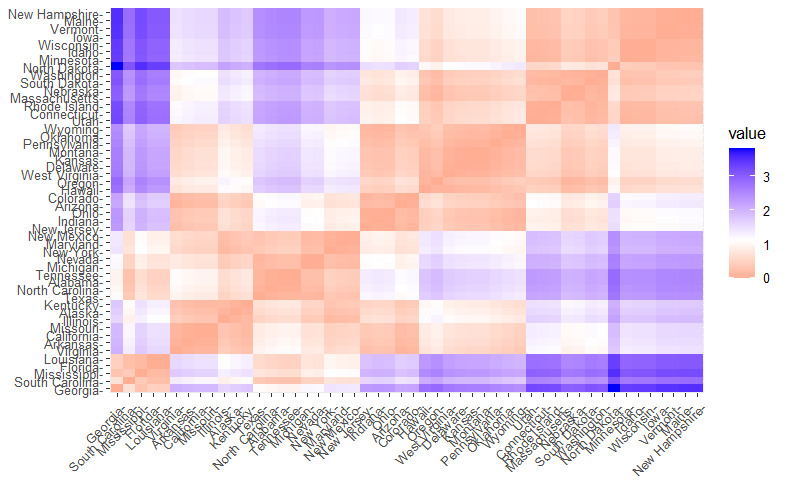 New Hampshire
Maine
Vermont
Iowa
Wisconsin
Idaho
Minnesota
North Dakota
Washington
South Dakota
Nebraska
Massachusetts
Rhode Island
Connecticut
Utah
Wyoming
Oklahoma
Pennsylvania
Montana
Kansas
Delaware
West Virginia
Oregon
Hawaii
Colorado
Arizona
Ohio
Indiana
New Jersey
New Mexico
Maryland
New York
Nevada
Michigan
Tennessee
Alabama
North Carolina
Texas
Kentucky
Alaska
Illinois
Missouri
California
Arkansas
Virginia
Louisiana
Florida
Mississippi
South Carolina
Georgia
value
3
2
1
0
Georgia
South Carolina
Mississippi
Florida
Louisiana
Virginia
Arkansas
California
Missouri
Illinois
Alaska
Kentucky
Texas
North Carolina
Alabama
Tennessee
Michigan
Nevada
New York
Maryland
New Mexico
New Jersey
Indiana
Ohio
Arizona
Colorado
Hawaii
Oregon
West Virginia
Delaware
Kansas
Montana
Pennsylvania
Oklahoma
Wyoming
Utah
Connecticut
Rhode Island
Massachusetts
Nebraska
South Dakota
Washington
North Dakota
Minnesota
Idaho
Wisconsin
Iowa
Vermont
Maine
New Hampshire